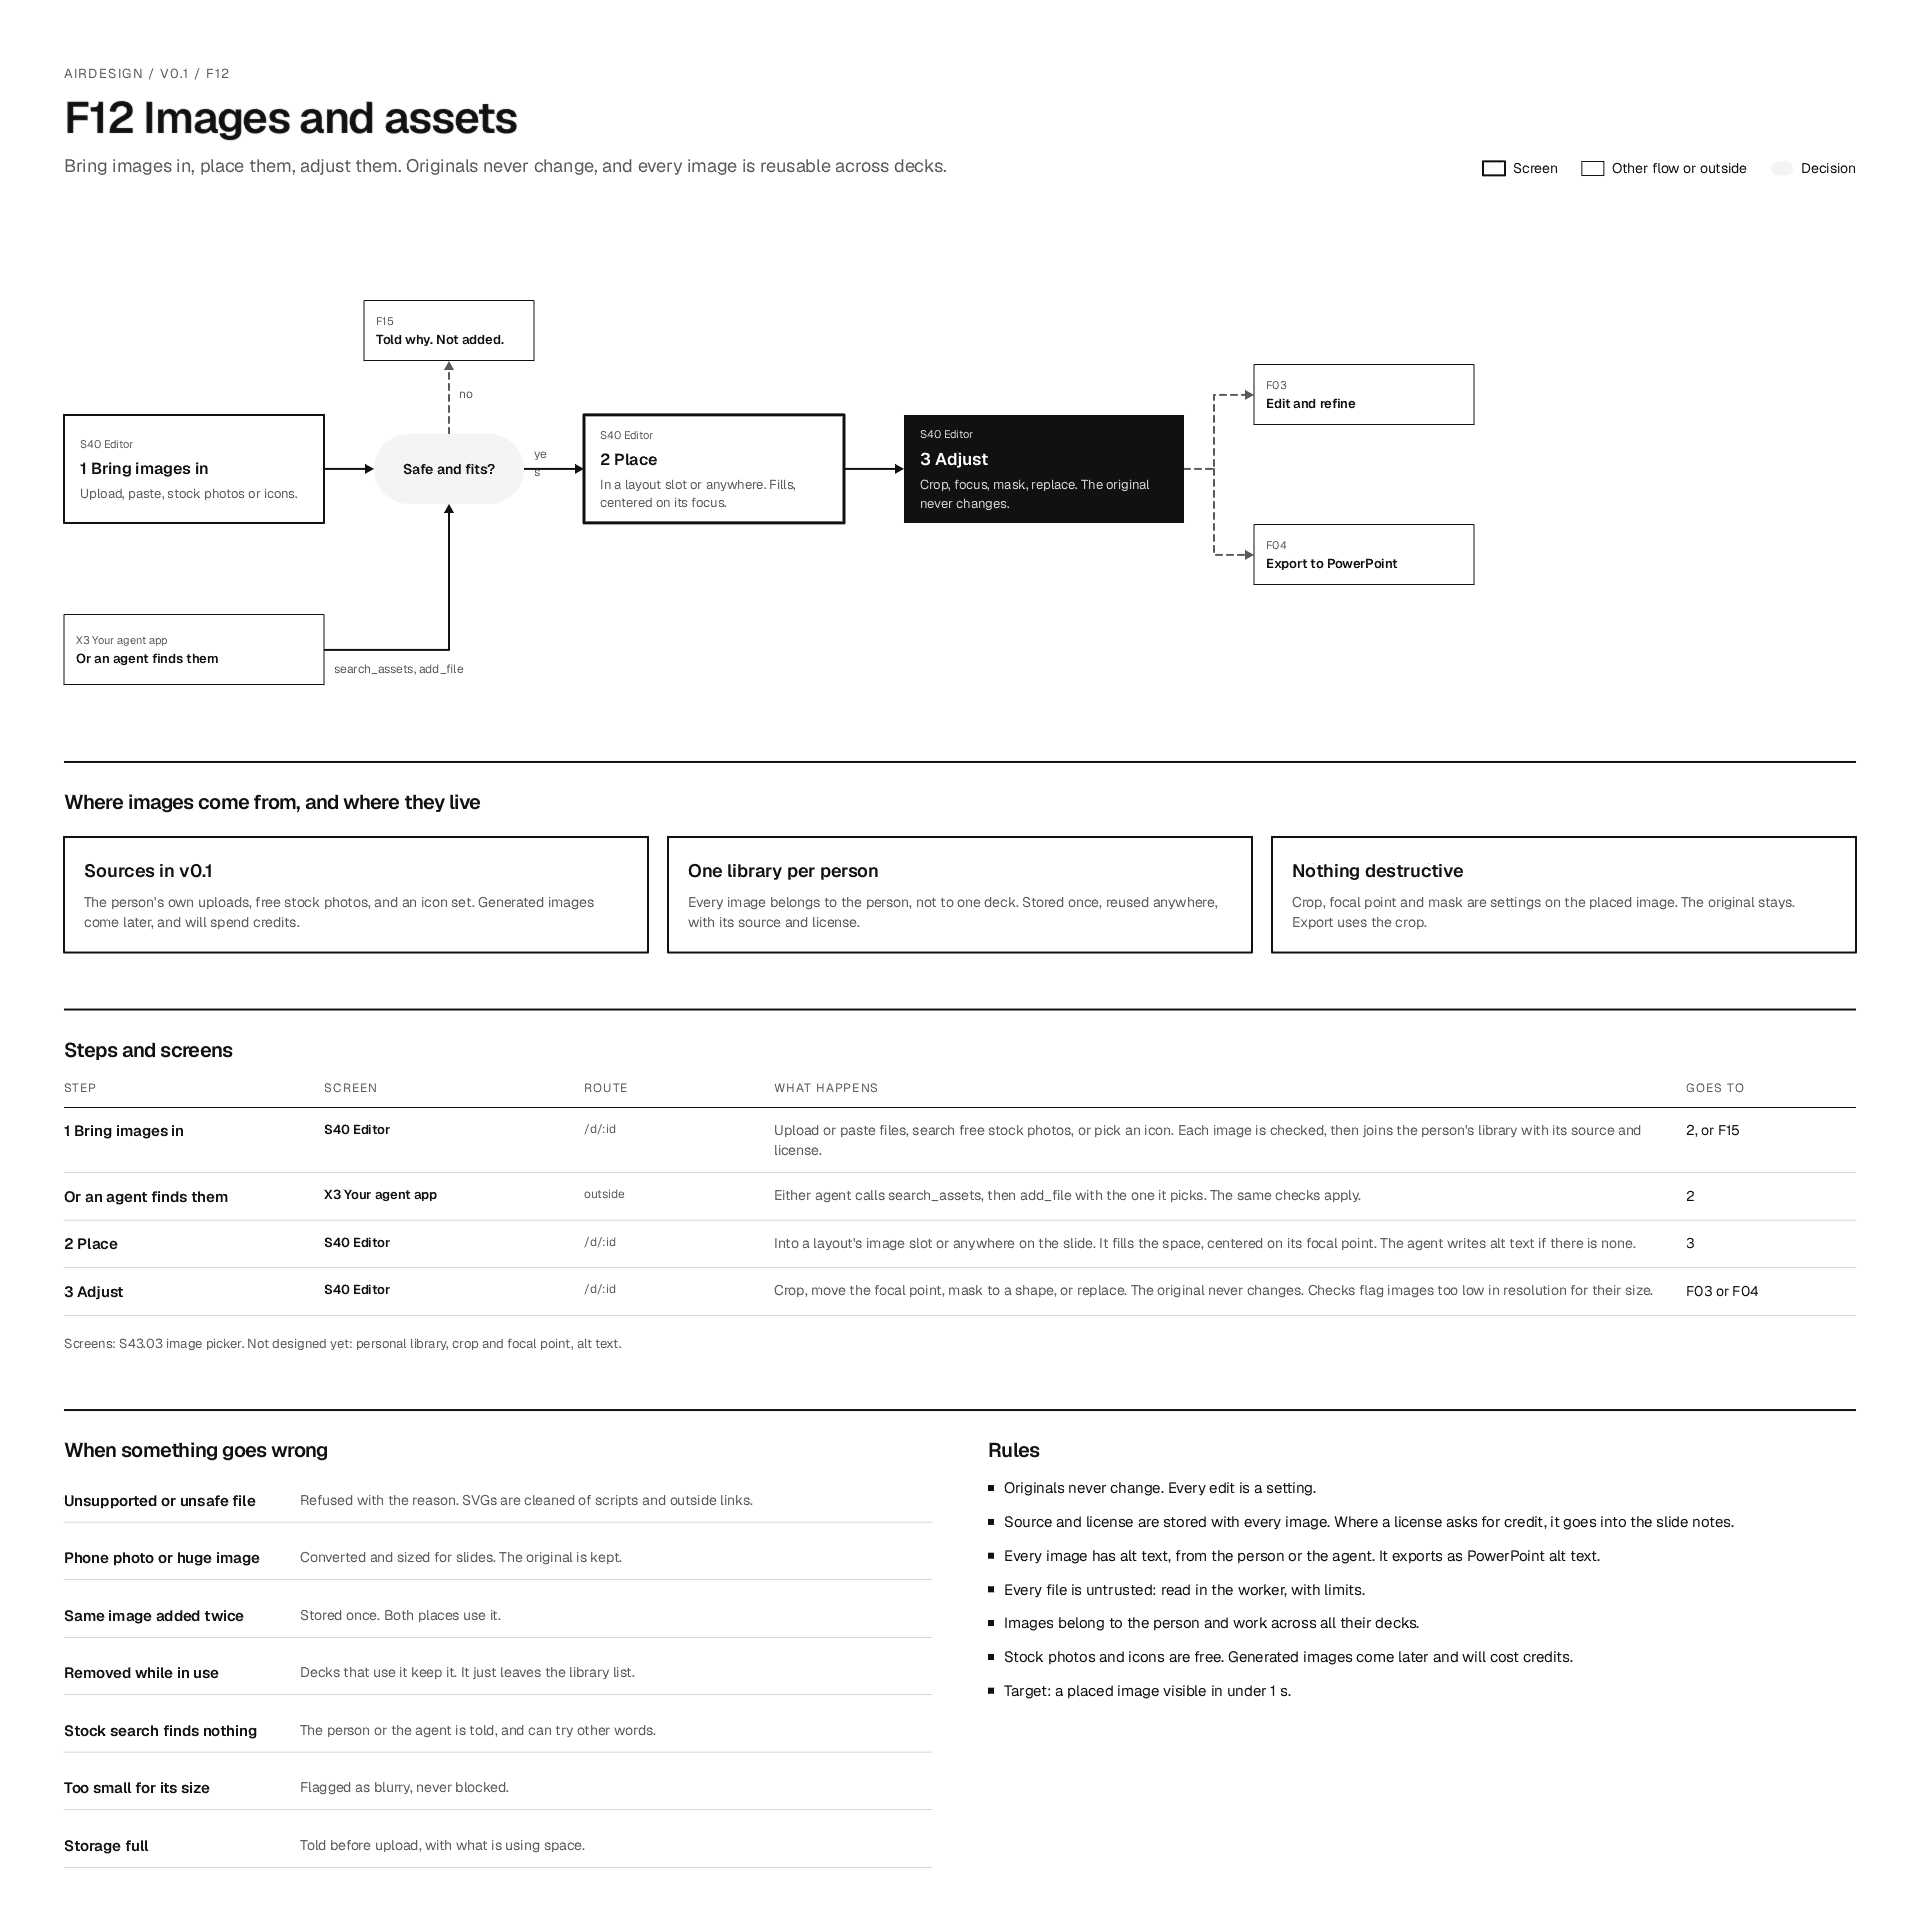 AIRDESIGN / V0.1 / F12
F12 Images and assets
Bring images in, place them, adjust them. Originals never change, and every image is reusable across decks.
Screen
Other flow or outside
Decision
F15
Told why. Not added.
no
S40 Editor
1 Bring images in
Upload, paste, stock photos or icons.
Safe and fits?
ye
s
S40 Editor
2 Place
In a layout slot or anywhere. Fills,
centered on its focus.
S40 Editor
3 Adjust
Crop, focus, mask, replace. The original
never changes.
F03
Edit and refine
F04
Export to PowerPoint
X3 Your agent app
Or an agent finds them
search_assets, add_file
Where images come from, and where they live
Sources in v0.1
The person's own uploads, free stock photos, and an icon set. Generated images
come later, and will spend credits.
One library per person
Every image belongs to the person, not to one deck. Stored once, reused anywhere,
with its source and license.
Nothing destructive
Crop, focal point and mask are settings on the placed image. The original stays.
Export uses the crop.
Steps and screens
STEP SCREEN ROUTE WHAT HAPPENS GOES TO
1 Bring images in S40 Editor /d/:id Upload or paste files, search free stock photos, or pick an icon. Each image is checked, then joins the person's library with its source and 2, or F15
license.
Or an agent finds them X3 Your agent app outside Either agent calls search_assets, then add_file with the one it picks. The same checks apply. 2
2 Place S40 Editor /d/:id Into a layout's image slot or anywhere on the slide. It fills the space, centered on its focal point. The agent writes alt text if there is none. 3
3 Adjust S40 Editor /d/:id Crop, move the focal point, mask to a shape, or replace. The original never changes. Checks flag images too low in resolution for their size. F03 or F04
Screens: S43.03 image picker. Not designed yet: personal library, crop and focal point, alt text.
When something goes wrong
Unsupported or unsafe file Refused with the reason. SVGs are cleaned of scripts and outside links.
Phone photo or huge image Converted and sized for slides. The original is kept.
Same image added twice Stored once. Both places use it.
Removed while in use Decks that use it keep it. It just leaves the library list.
Stock search finds nothing The person or the agent is told, and can try other words.
Too small for its size Flagged as blurry, never blocked.
Storage full Told before upload, with what is using space.
Rules
Originals never change. Every edit is a setting.
Source and license are stored with every image. Where a license asks for credit, it goes into the slide notes.
Every image has alt text, from the person or the agent. It exports as PowerPoint alt text.
Every file is untrusted: read in the worker, with limits.
Images belong to the person and work across all their decks.
Stock photos and icons are free. Generated images come later and will cost credits.
Target: a placed image visible in under 1 s.